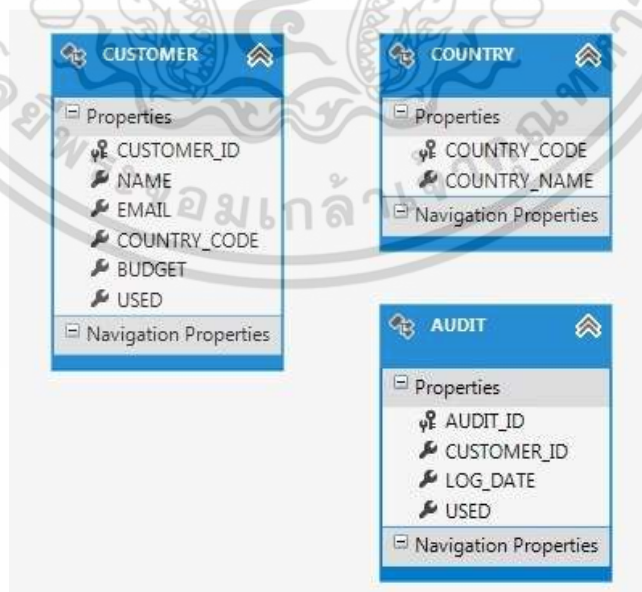 CUSTOMER
Properties
CUSTOMER_ID
NAME
EMAIL
COUNTRY_CODE
BUDGET
USED
Navigation Properties
COUNTRY
Properties
COUNTRY_CODE
COUNTRY_NAME
Navigation Properties
AUDIT
Properties
AUDIT_ID
CUSTOMER_ID
LOG_DATE
USED
Navigation Properties